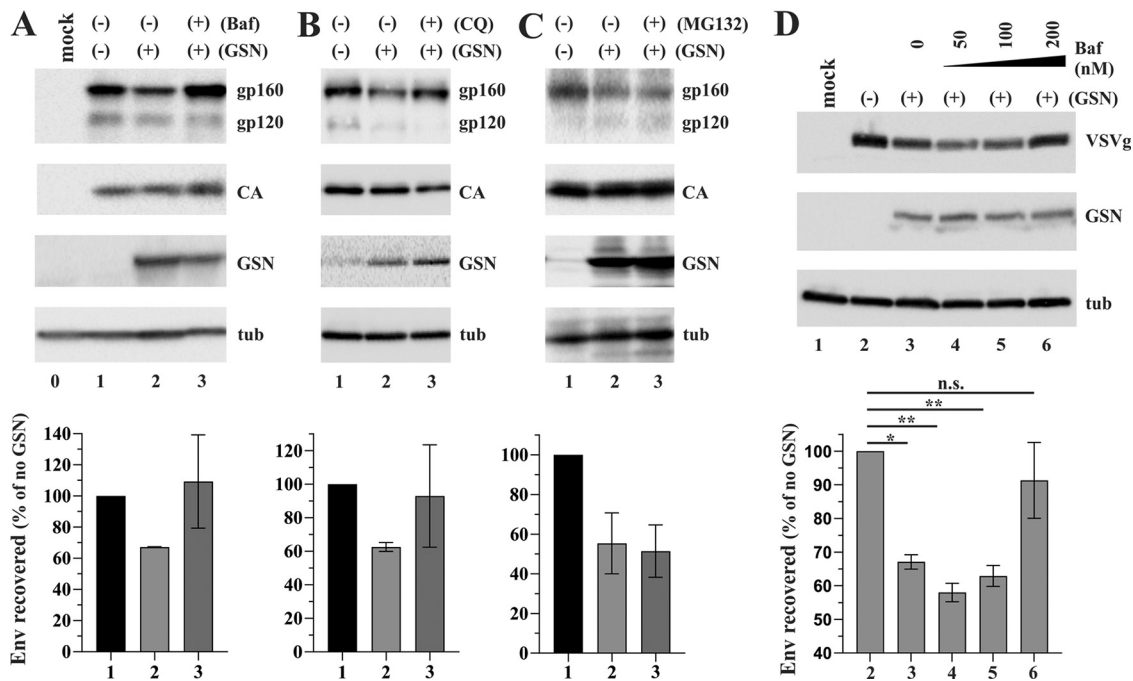 A
mock
(-) (-) (+) (Baf)
(-) (+) (+) (GSN)
gp160
gp120
CA
GSN
tub
0 1 2 3
Env recovered (% of no GSN)
140
120
100
80
60
40
20
0
1 2 3
B
(-) (-) (+) (CQ)
(-) (+) (+) (GSN)
gp160
gp120
CA
GSN
tub
1 2 3
120
100
80
60
40
20
0
1 2 3
C
(-) (-) (+) (MG132)
(-) (+) (+) (GSN)
gp160
gp120
CA
GSN
tub
1 2 3
100
80
60
40
20
0
1 2 3
D
mock
0 50 100 200 Baf
(nM)
(-) (+) (+) (+) (+) (GSN)
VSVg
GSN
tub
1 2 3 4 5 6
n.s.
**
**
*
Env recovered (% of no GSN)
100
90
80
70
60
50
40
2 3 4 5 6